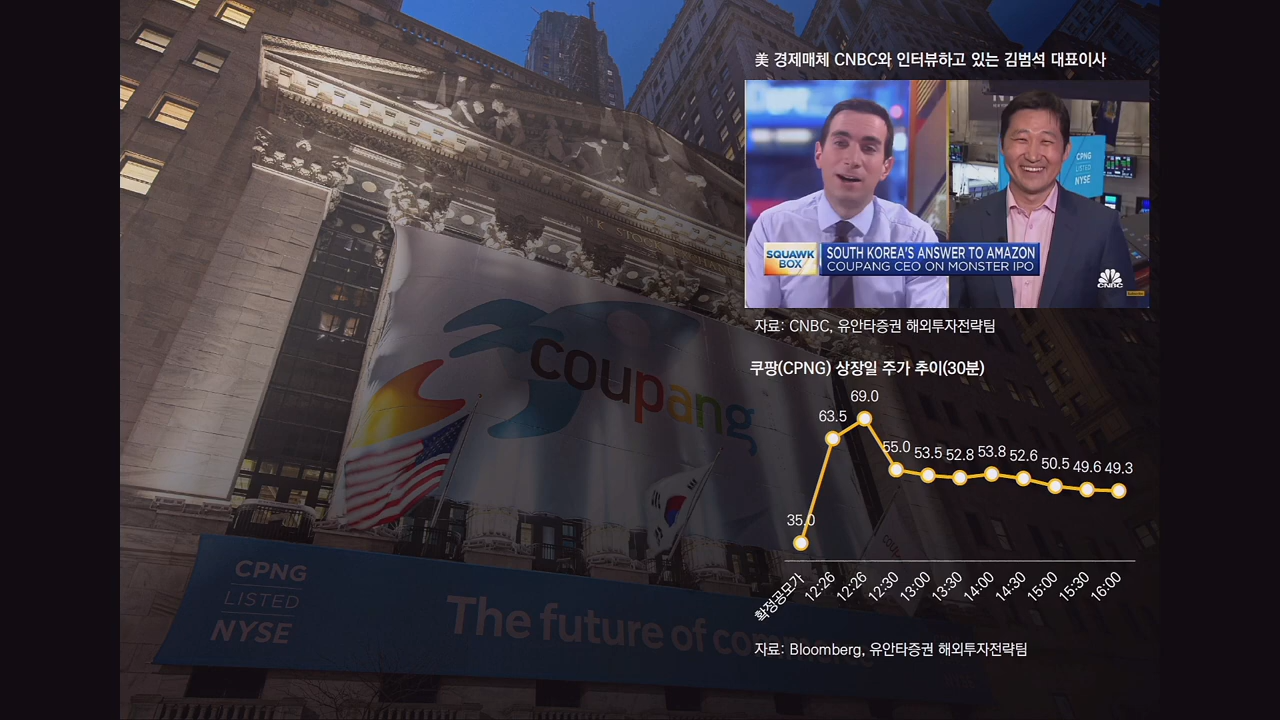 美 경제매체 CNBC와 인터뷰하고 있는 김범석 대표이사
CPNG
LISTED
NYSE
SQUAWK BOX
SOUTH KOREA'S ANSWER TO AMAZON
COUPANG CEO ON MONSTER IPO
CNBC
자료: CNBC, 유안타증권 해외투자전략팀
쿠팡(CPNG) 상장일 주가 추이(30분)
35.0 63.5 69.0 55.0 53.5 52.8 53.8 52.6 50.5 49.6 49.3
확정공모가 12:26 12:26 12:30 13:00 13:30 14:00 14:30 15:00 15:30 16:00
자료: Bloomberg, 유안타증권 해외투자전략팀
coupang
CPNG
LISTED
NYSE
The future of commerce
NYSE